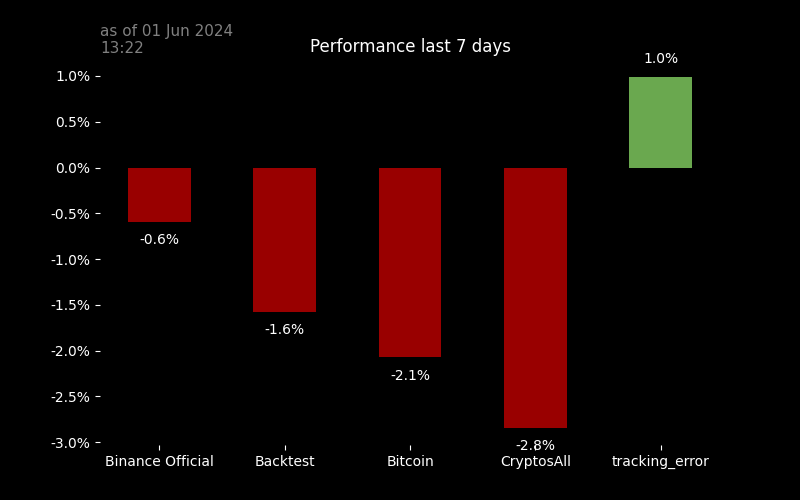 as of 01 Jun 2024
13:22
Performance last 7 days
1.0%
1.0%
0.5%
0.0%
-0.5%
-0.6%
-1.0%
-1.5%
-1.6%
-2.0%
-2.1%
-2.5%
-2.8%
-3.0%
Binance Official
Backtest
Bitcoin
CryptosAll
tracking_error